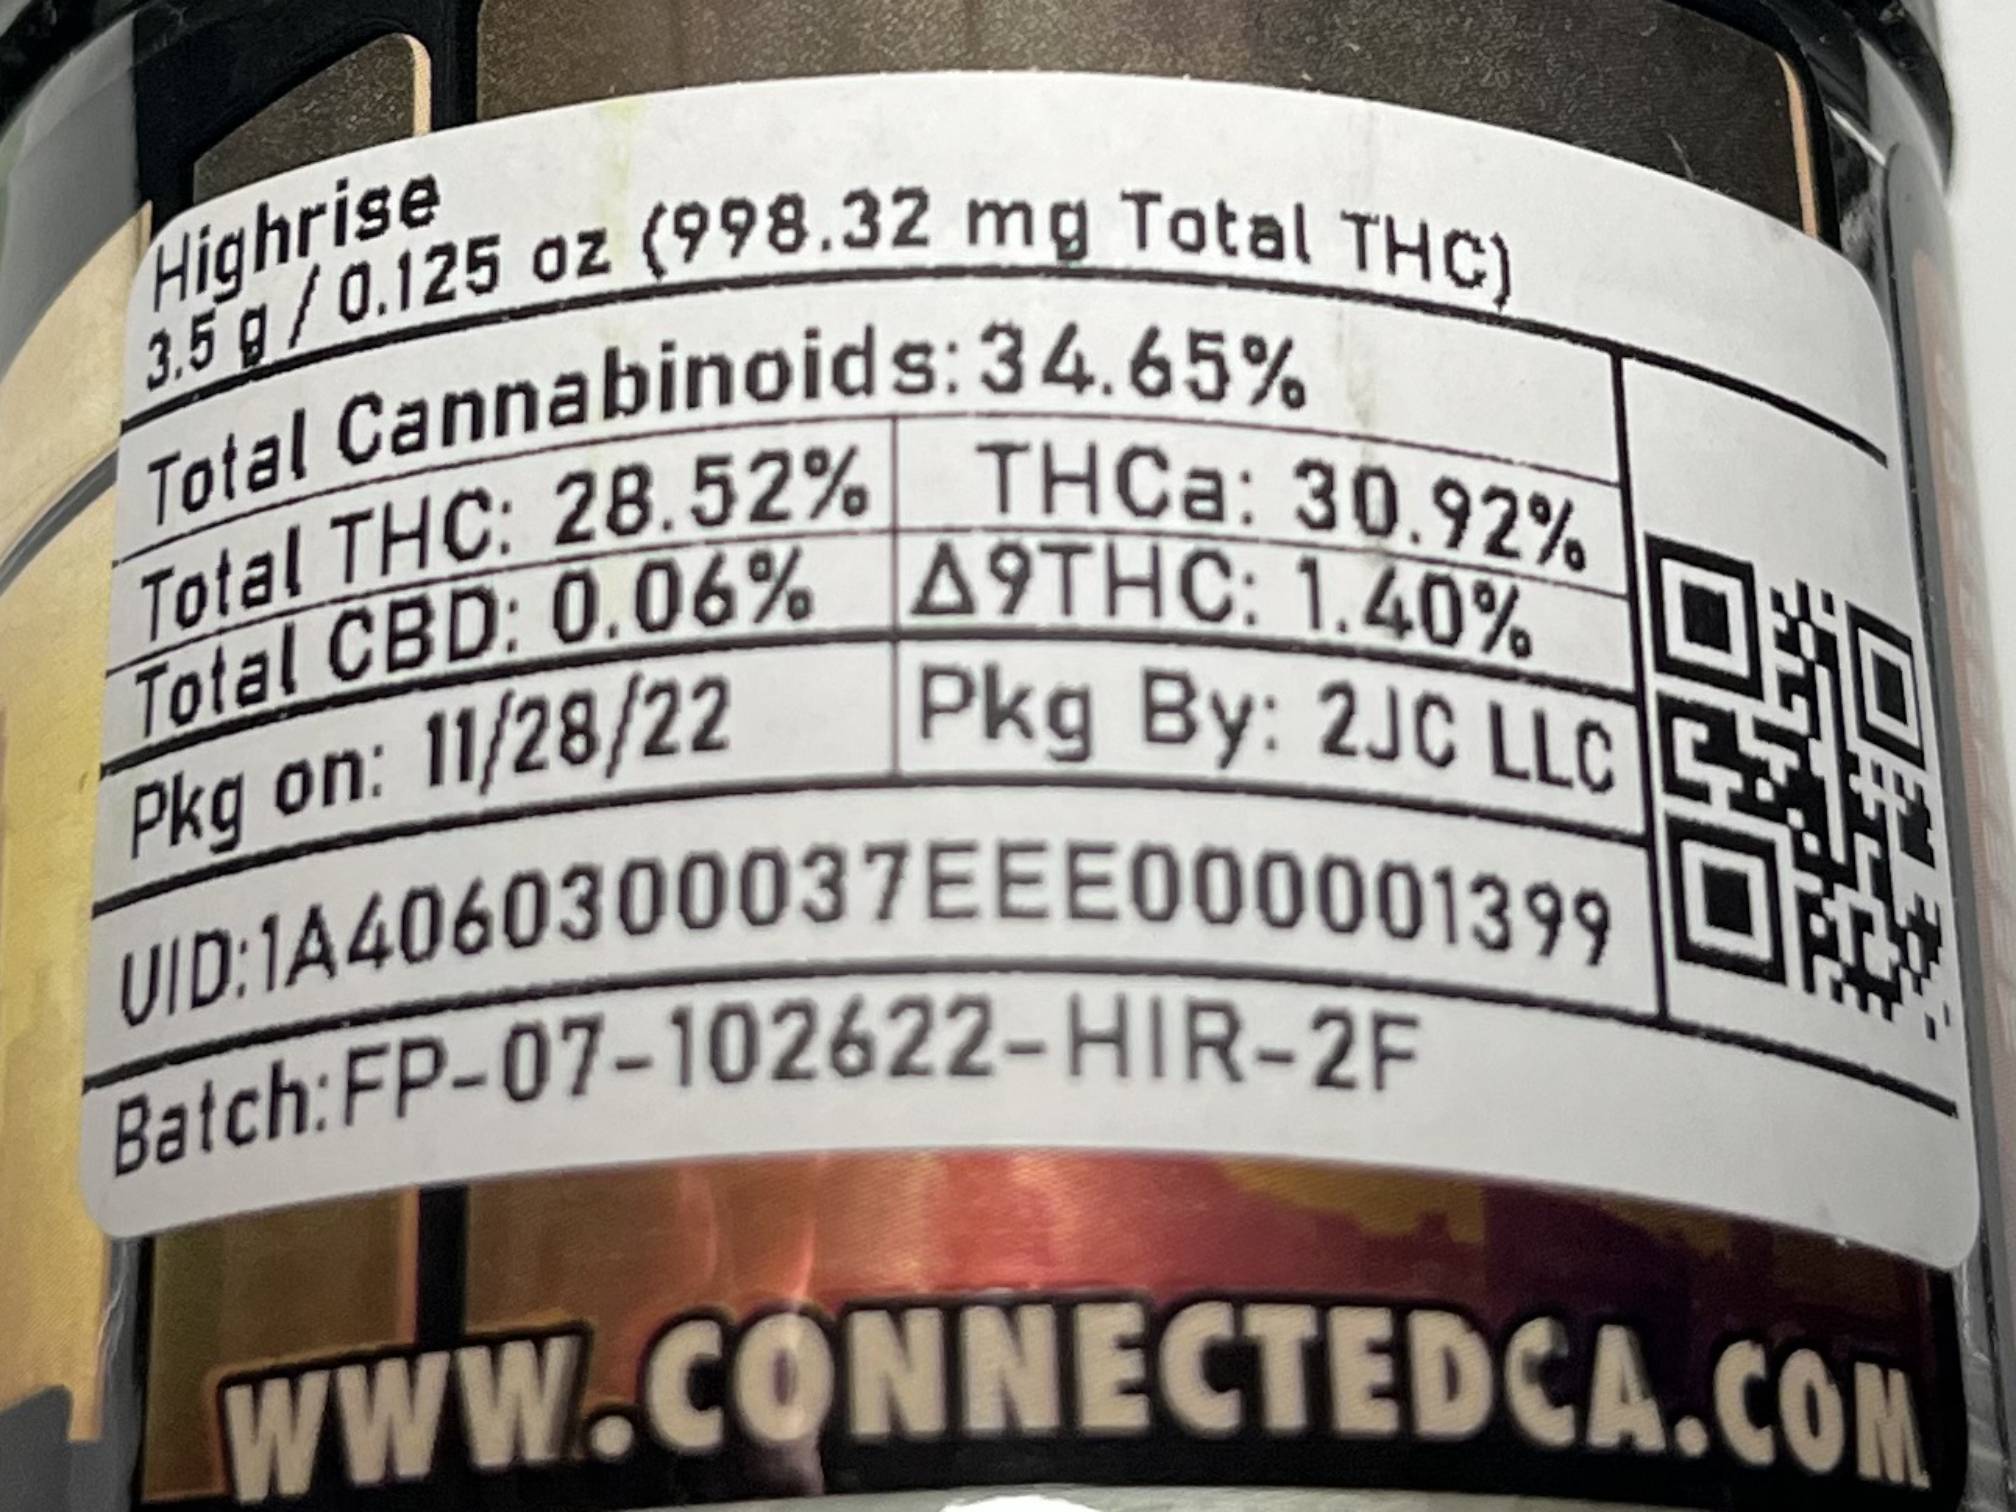 Highrise
3.5 g / 0.125 oz (998.32 mg Total THC)
Total Cannabinoids: 34.65%
Total THC: 28.52% THCa: 30.92%
Total CBD: 0.06% Δ9THC: 1.40%
Pkg on: 11/28/22 Pkg By: 2JC LLC
UID:1A4060300037EEE000001399
Batch:FP-07-102622-HIR-2F
WWW.CONNECTEDCA.COM